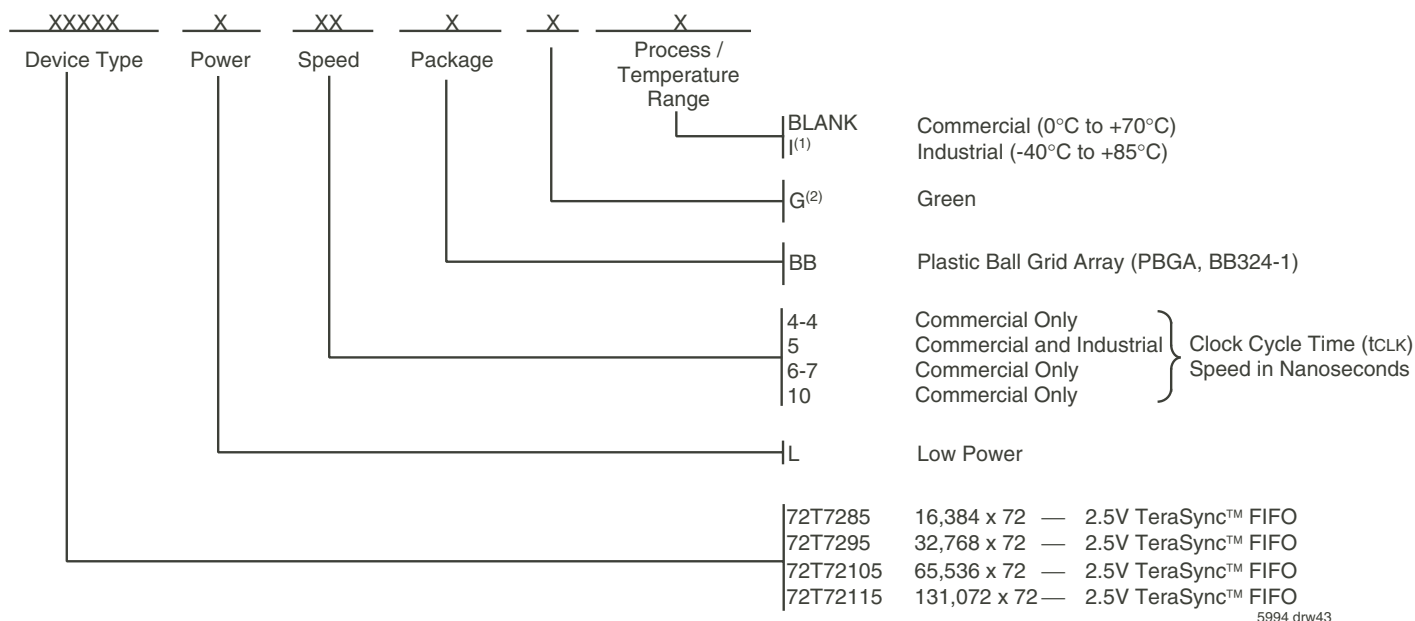 XXXXX X XX X X X
Device Type Power Speed Package Process /
Temperature
Range
BLANK Commercial (0°C to +70°C)
I(1) Industrial (-40°C to +85°C)
G(2) Green
BB Plastic Ball Grid Array (PBGA, BB324-1)
4-4 Commercial Only
5 Commercial and Industrial Clock Cycle Time (tCLK)
6-7 Commercial Only Speed in Nanoseconds
10 Commercial Only
L Low Power
72T7285 16,384 x 72 — 2.5V TeraSync™ FIFO
72T7295 32,768 x 72 — 2.5V TeraSync™ FIFO
72T72105 65,536 x 72 — 2.5V TeraSync™ FIFO
72T72115 131,072 x 72 — 2.5V TeraSync™ FIFO
5994 drw43